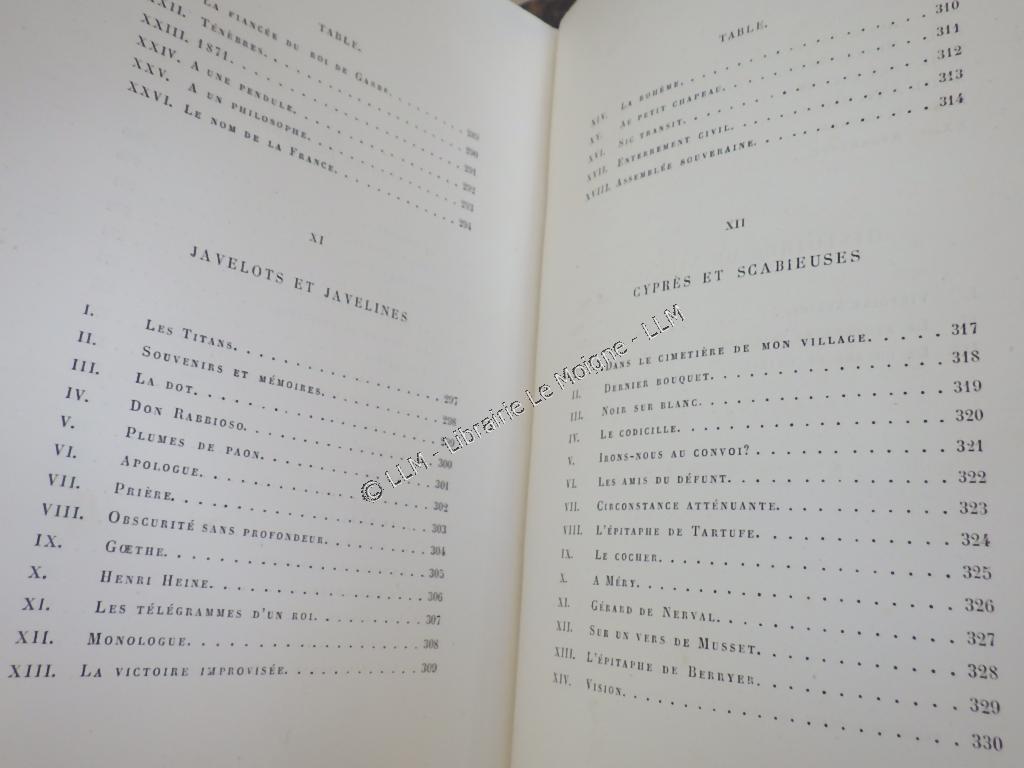 TABLE.
LA FIANCÉE DU ROI DE GARBE. 289
XXII. TÉNÈBRES. 290
XXIII. 1871. 291
XXIV. A UNE PENDULE. 292
XXV. A UN PHILOSOPHE. 293
XXVI. LE NOM DE LA FRANCE. 294
XI
JAVELOTS ET JAVELINES
I. LES TITANS. 297
II. SOUVENIRS ET MÉMOIRES. 298
III. LA DOT.
IV. DON RABBIOSO. 300
V. PLUMES DE PAON. 301
VI. APOLOGUE. 302
VII. PRIÈRE. 303
VIII. OBSCURITÉ SANS PROFONDEUR. 304
IX. GŒTHE. 305
X. HENRI HEINE. 306
XI. LES TÉLÉGRAMMES D'UN ROI. 307
XII. MONOLOGUE. 308
XIII. LA VICTOIRE IMPROVISÉE. 309
TABLE.
XIV. LA BOHÊME. 310
XV. AU PETIT CHAPEAU. 311
XVI. SIC TRANSIT. 312
XVII. ENTERREMENT CIVIL. 313
XVIII. ASSEMBLÉE SOUVERAINE. 314
XII
CYPRÈS ET SCABIEUSES
DANS LE CIMETIÈRE DE MON VILLAGE. 317
II. DERNIER BOUQUET. 318
III. NOIR SUR BLANC. 319
IV. LE CODICILLE. 320
V. IRONS-NOUS AU CONVOI? 321
VI. LES AMIS DU DÉFUNT. 322
VII. CIRCONSTANCE ATTÉNUANTE. 323
VIII. L'ÉPITAPHE DE TARTUFE. 324
IX. LE COCHER. 325
X. A MÉRY. 326
XI. GÉRARD DE NERVAL. 327
XII. SUR UN VERS DE MUSSET. 328
XIII. L'ÉPITAPHE DE BERRYER. 329
XIV. VISION. 330
© LLM - Librairie Le Moigne - LLM